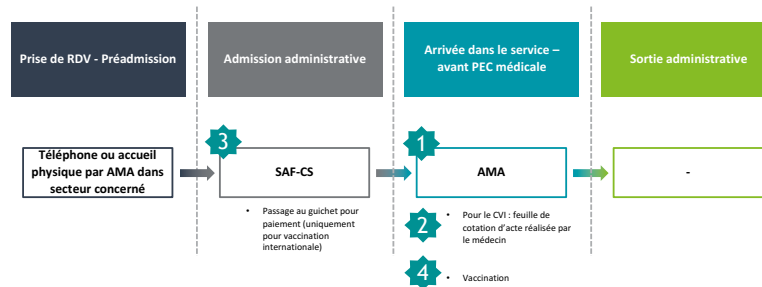 Prise de RDV - Préadmission
Admission administrative
Arrivée dans le service –
avant PEC médicale
Sortie administrative
Téléphone ou accueil
physique par AMA dans
secteur concerné
3
SAF-CS
• Passage au guichet pour
paiement (uniquement
pour vaccination
internationale)
1
AMA
2
• Pour le CVI : feuille de
cotation d'acte réalisée par
le médecin
4
• Vaccination
-